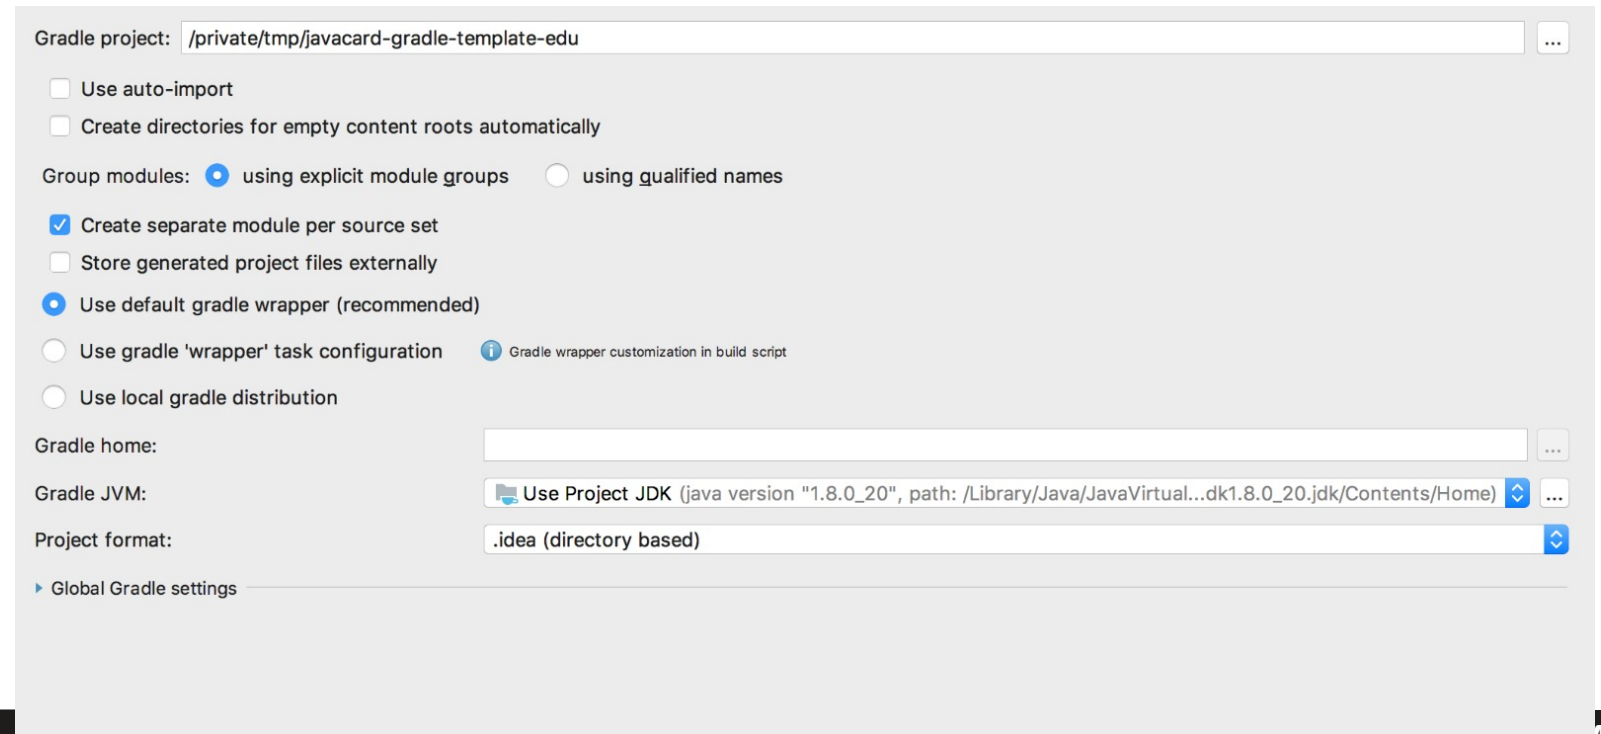 Gradle project: /private/tmp/javacard-gradle-template-edu ...
Use auto-import
Create directories for empty content roots automatically
Group modules: using explicit module groups using qualified names
Create separate module per source set
Store generated project files externally
Use default gradle wrapper (recommended)
Use gradle 'wrapper' task configuration Gradle wrapper customization in build script
Use local gradle distribution
Gradle home: ...
Gradle JVM: Use Project JDK (java version "1.8.0_20", path: /Library/Java/JavaVirtual...dk1.8.0_20.jdk/Contents/Home) ...
Project format: .idea (directory based)
Global Gradle settings